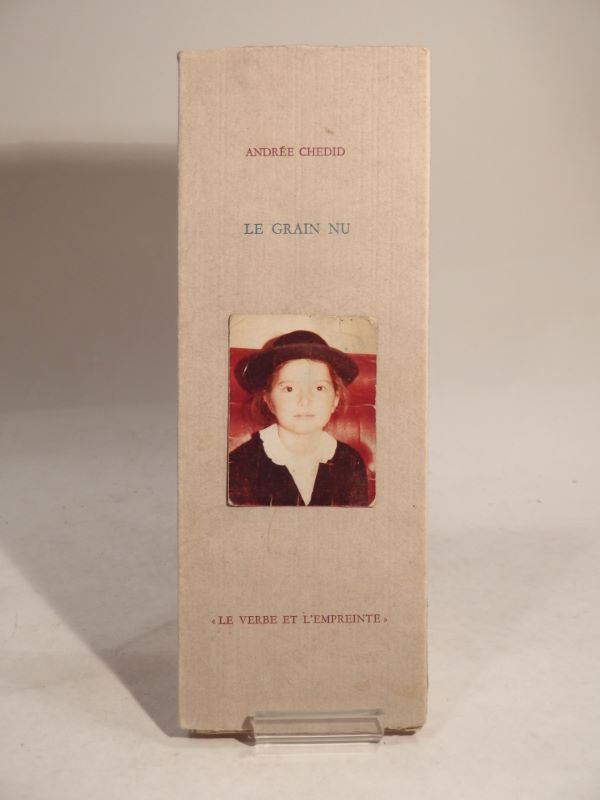 ANDRÉE CHEDID
LE GRAIN NU
« LE VERBE ET L'EMPREINTE »